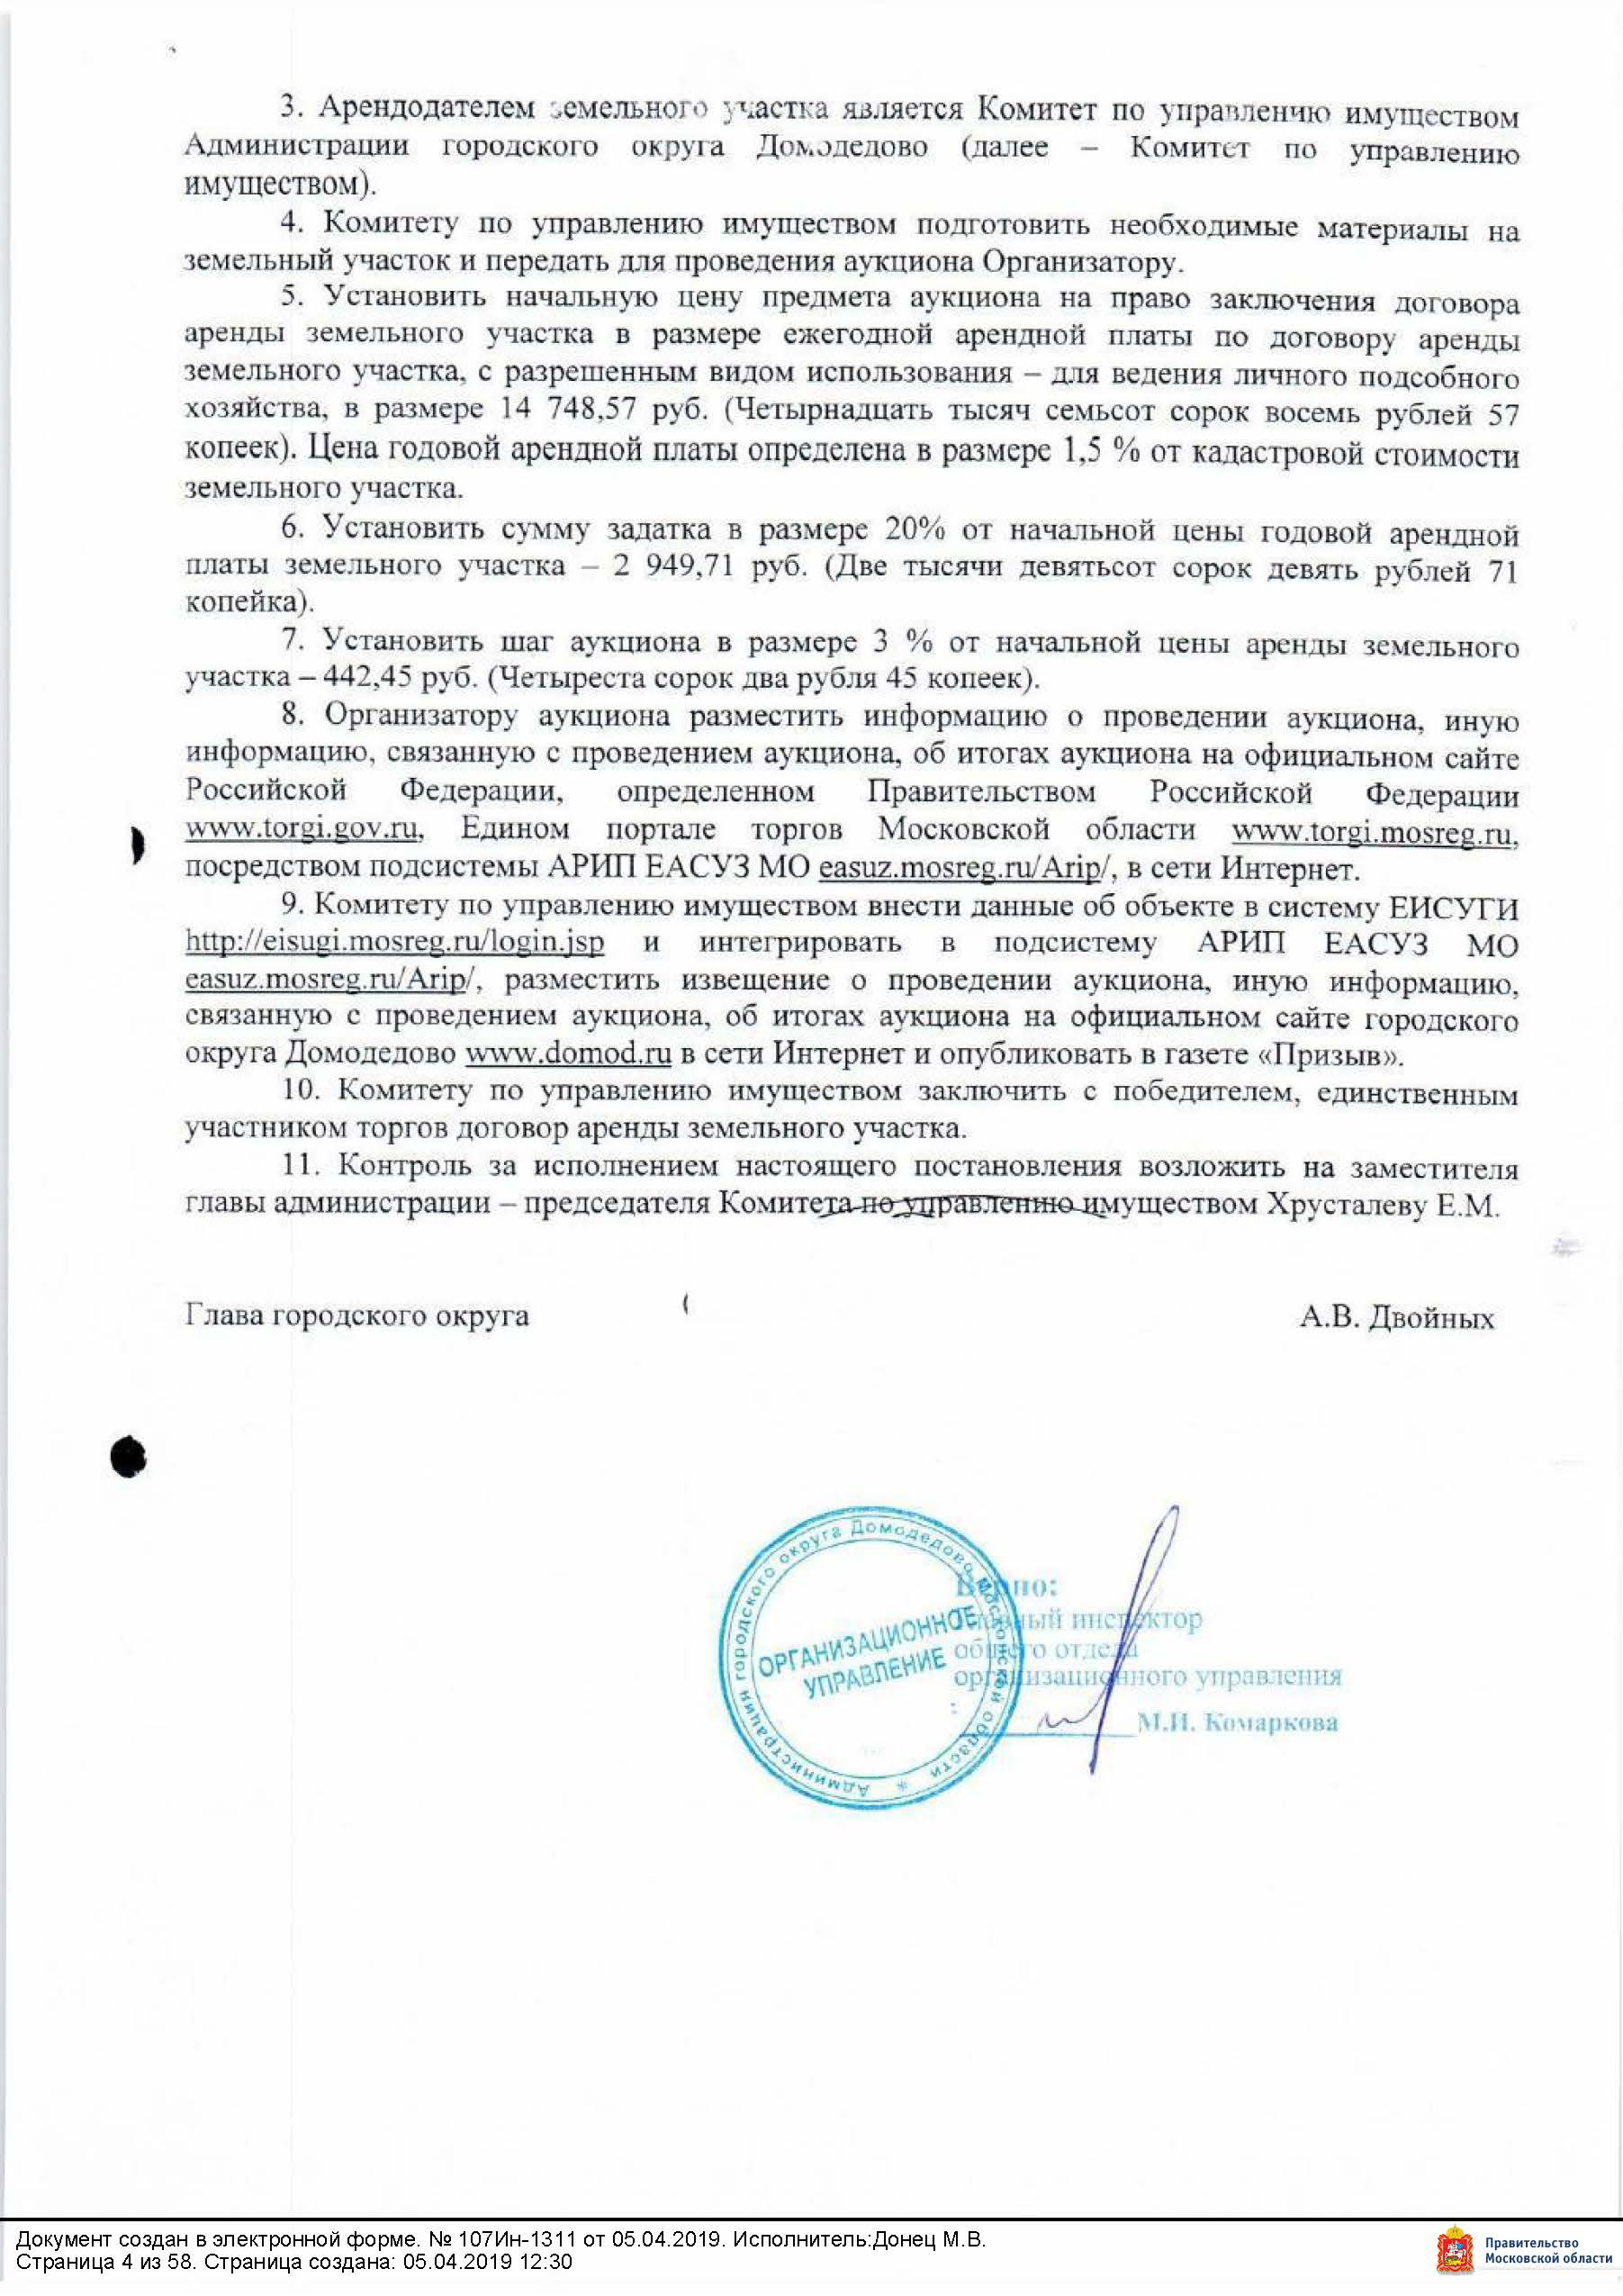 3. Арендодателем земельного участка является Комитет по управлению имуществом
Администрации городского округа Домодедово (далее – Комитет по управлению
имуществом).
4. Комитету по управлению имуществом подготовить необходимые материалы на
земельный участок и передать для проведения аукциона Организатору.
5. Установить начальную цену предмета аукциона на право заключения договора
аренды земельного участка в размере ежегодной арендной платы по договору аренды
земельного участка, с разрешенным видом использования – для ведения личного подсобного
хозяйства, в размере 14 748,57 руб. (Четырнадцать тысяч семьсот сорок восемь рублей 57
копеек). Цена годовой арендной платы определена в размере 1,5 % от кадастровой стоимости
земельного участка.
6. Установить сумму задатка в размере 20% от начальной цены годовой арендной
платы земельного участка – 2 949,71 руб. (Две тысячи девятьсот сорок девять рублей 71
копейка).
7. Установить шаг аукциона в размере 3 % от начальной цены аренды земельного
участка – 442,45 руб. (Четыреста сорок два рубля 45 копеек).
8. Организатору аукциона разместить информацию о проведении аукциона, иную
информацию, связанную с проведением аукциона, об итогах аукциона на официальном сайте
Российской Федерации, определенном Правительством Российской Федерации
www.torgi.gov.ru, Едином портале торгов Московской области www.torgi.mosreg.ru,
посредством подсистемы АРИП ЕАСУЗ МО easuz.mosreg.ru/Arip/, в сети Интернет.
9. Комитету по управлению имуществом внести данные об объекте в систему ЕИСУГИ
http://eisugi.mosreg.ru/login.jsp и интегрировать в подсистему АРИП ЕАСУЗ МО
easuz.mosreg.ru/Arip/, разместить извещение о проведении аукциона, иную информацию,
связанную с проведением аукциона, об итогах аукциона на официальном сайте городского
округа Домодедово www.domod.ru в сети Интернет и опубликовать в газете «Призыв».
10. Комитету по управлению имуществом заключить с победителем, единственным
участником торгов договор аренды земельного участка.
11. Контроль за исполнением настоящего постановления возложить на заместителя
главы администрации – председателя Комитета по управлению имуществом Хрусталеву Е.М.
Глава городского округа А.В. Двойных
Администрация городского округа Домодедово Московской области *
ОРГАНИЗАЦИОННОЕ
УПРАВЛЕНИЕ
Верно:
Главный инспектор
общего отдела
организационного управления
М.И. Комаркова
Документ создан в электронной форме. № 107Ин-1311 от 05.04.2019. Исполнитель:Донец М.В.
Страница 4 из 58. Страница создана: 05.04.2019 12:30
Правительство
Московской области